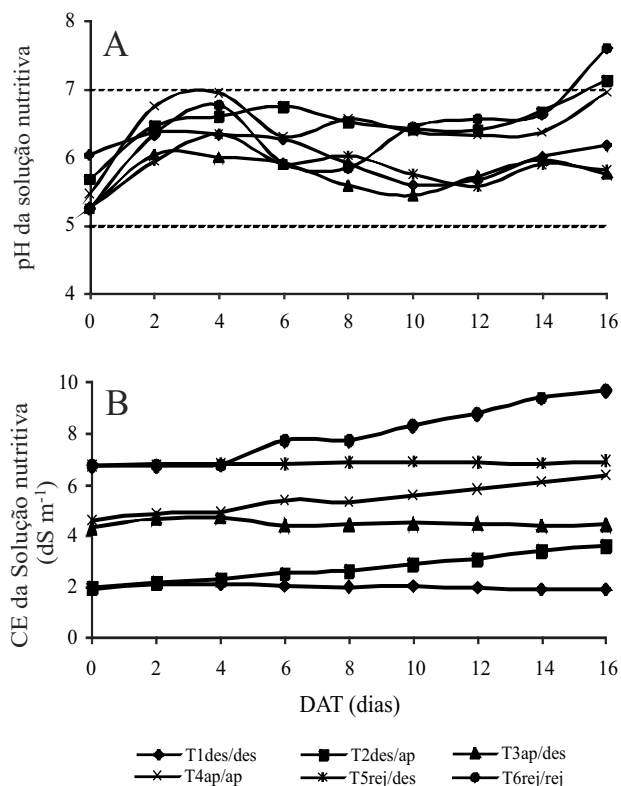 A
pH da solução nutritiva
8
7
6
5
4
0 2 4 6 8 10 12 14 16
B
CE da Solução nutritiva
(dS m⁻¹)
10
8
6
4
2
0
0 2 4 6 8 10 12 14 16
DAT (dias)
T1des/des T2des/ap T3ap/des
T4ap/ap T5rej/des T6rej/rej